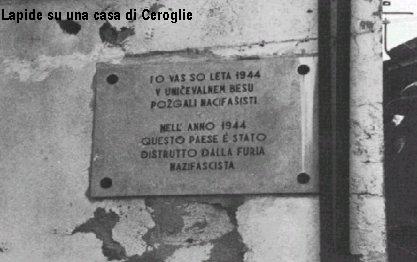 Lapide su una casa di Ceroglie
TO VAS SO LETA 1944
V UNIČEVALNEM BESU
POŽGALI NACIFAŠISTI
NELL' ANNO 1944
QUESTO PAESE É STATO
DISTRUTTO DALLA FURIA
NAZIFASCISTA